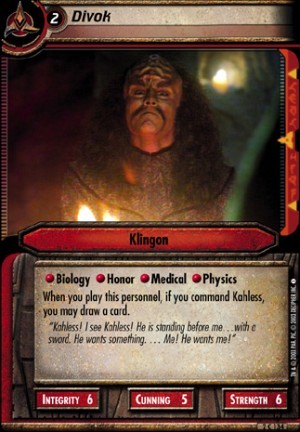 2 Divok
Klingon
Biology Honor Medical Physics
When you play this personnel, if you command Kahless,
you may draw a card.
"Kahless! I see Kahless! He is standing before me...with a
sword. He wants something. . . . Me! He wants me!"
INTEGRITY 6 CUNNING 5 STRENGTH 6